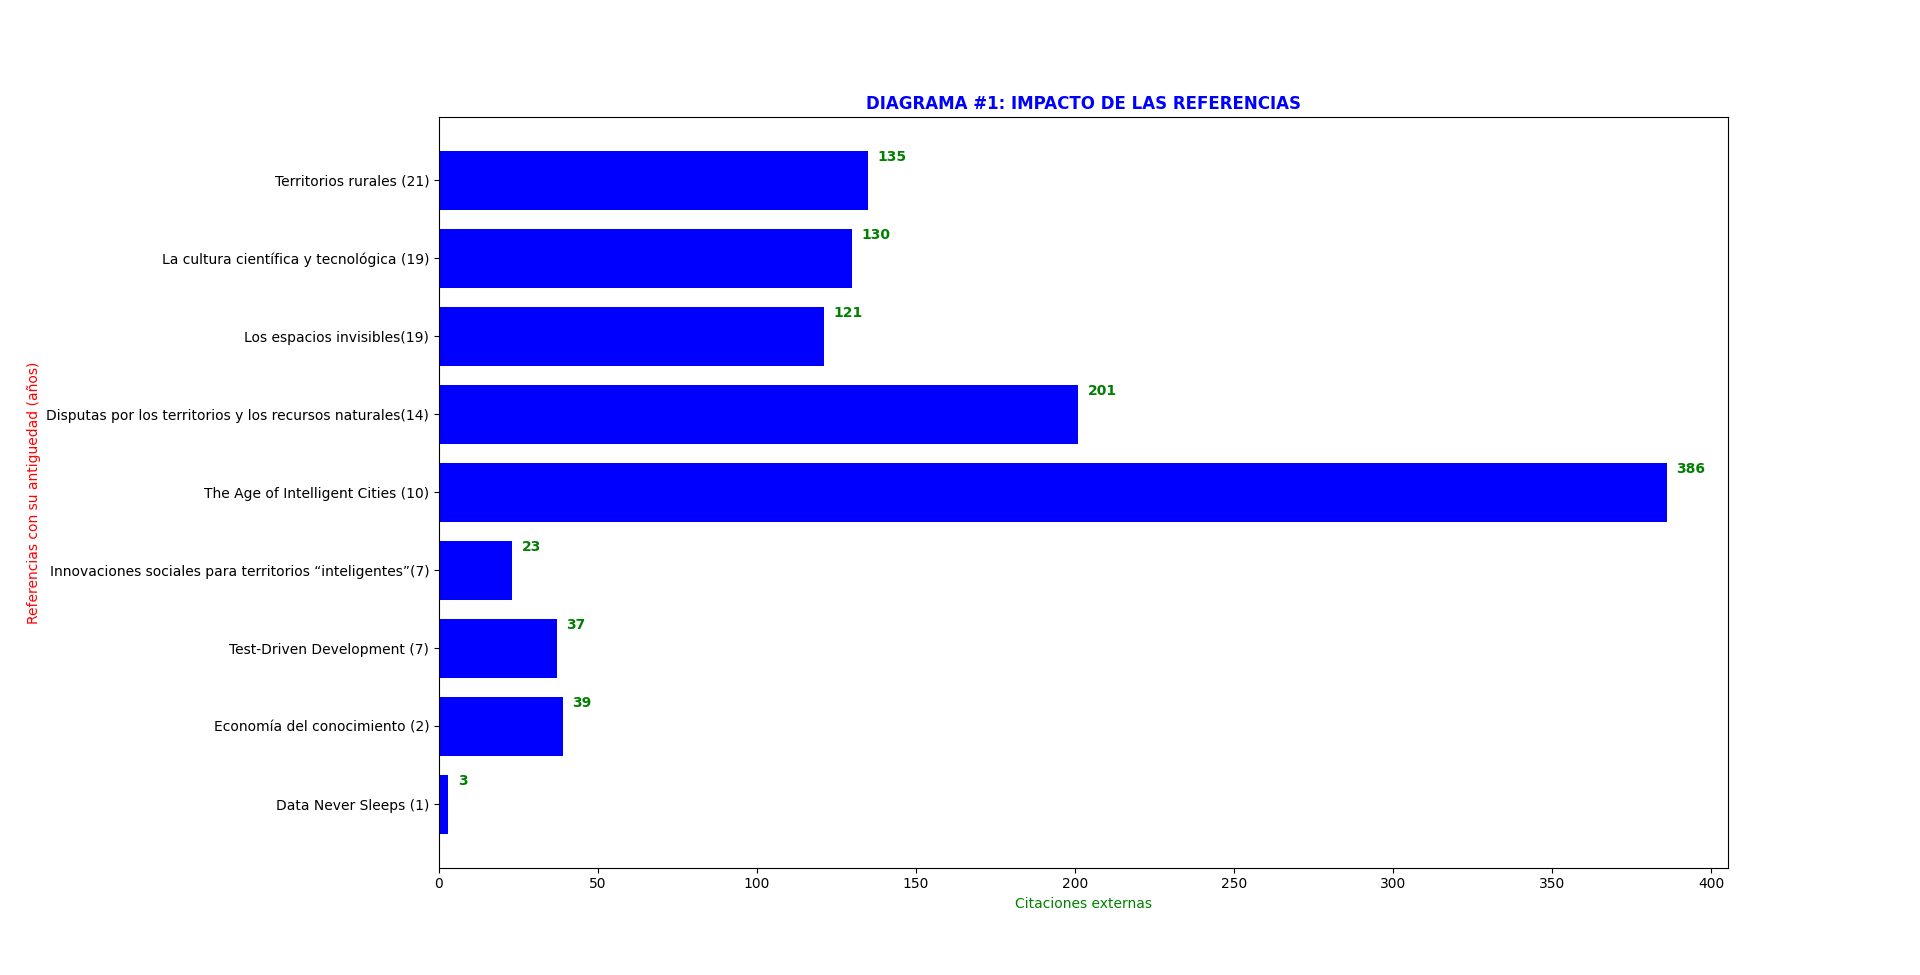 DIAGRAMA #1: IMPACTO DE LAS REFERENCIAS
Referencias con su antiguedad (años)
Territorios rurales (21)
135
La cultura científica y tecnológica (19)
130
Los espacios invisibles(19)
121
Disputas por los territorios y los recursos naturales(14)
201
The Age of Intelligent Cities (10)
386
Innovaciones sociales para territorios “inteligentes”(7)
23
Test-Driven Development (7)
37
Economía del conocimiento (2)
39
Data Never Sleeps (1)
3
0 50 100 150 200 250 300 350 400
Citaciones externas